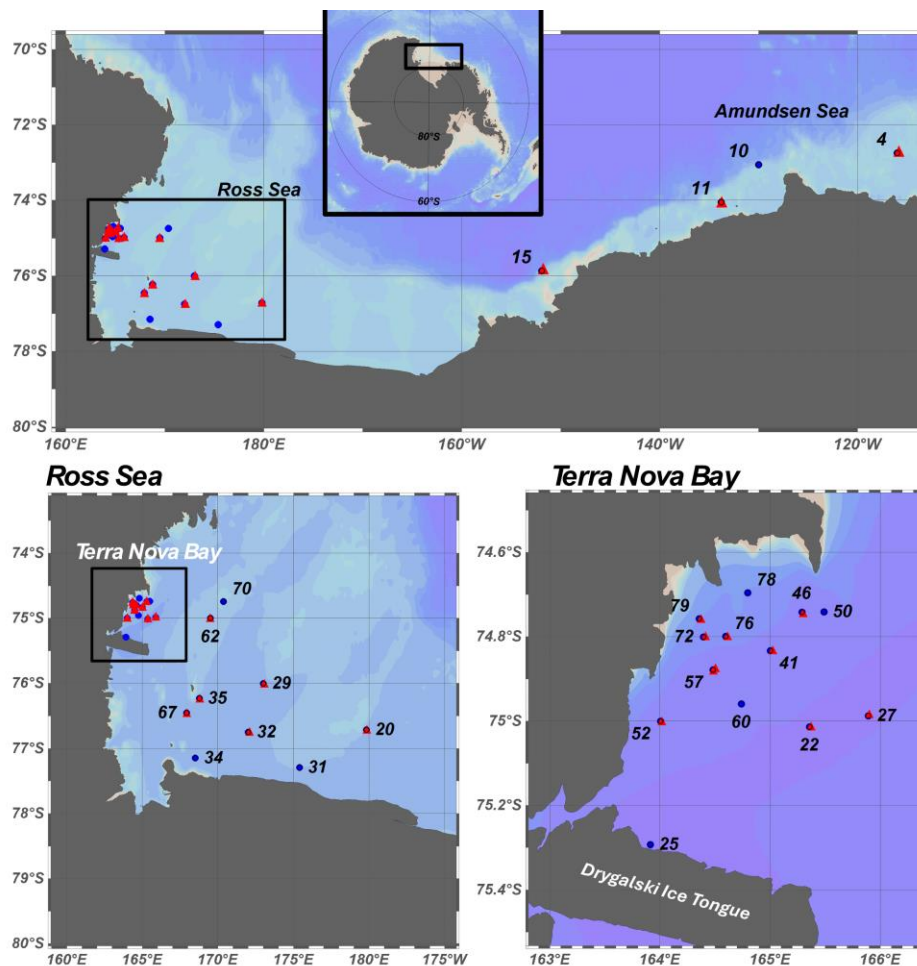 70°S
72°S
74°S
76°S
78°S
80°S
160°E
180°
160°W
140°W
120°W
Amundsen Sea
Ross Sea
4
10
11
15
80°S
60°S
Ross Sea
74°S
76°S
77°S
78°S
79°S
80°S
160°E
165°E
170°E
175°E
180°
175°W
Terra Nova Bay
70
62
29
35
67
32
20
34
31
Terra Nova Bay
74.6°S
74.8°S
75°S
75.2°S
75.4°S
163°E
164°E
165°E
166°E
78
46
50
79
76
72
41
57
60
27
52
22
25
Drygalski Ice Tongue